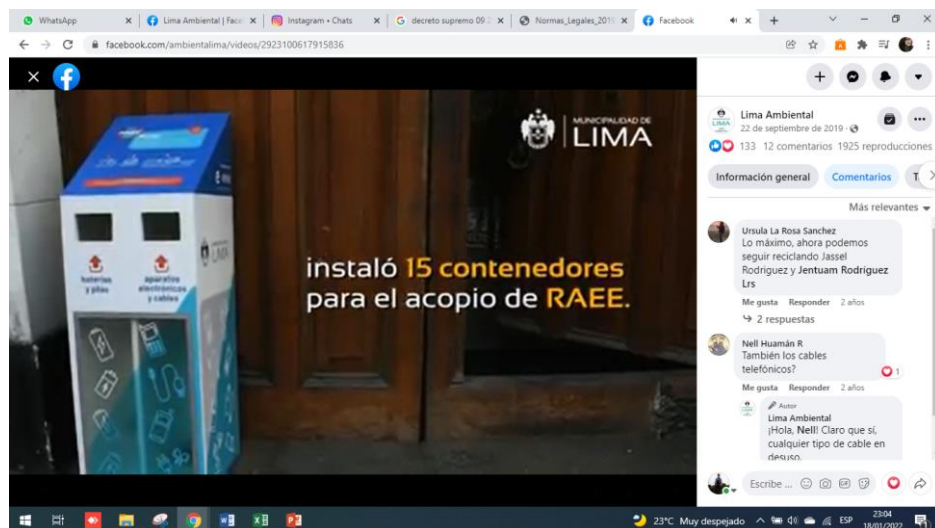 WhatsApp
Lima Ambiental | Face
Instagram • Chats
decreto supremo 09
Normas_Legales_201
Facebook
facebook.com/ambientalima/videos/2923100617915836
MUNICIPALIDAD DE
LIMA
baterías
y pilas
aparatos
electrónicos
y cables
LIMA
instaló 15 contenedores
para el acopio de RAEE.
Lima Ambiental
22 de septiembre de 2019
133 12 comentarios 1925 reproducciones
Información general Comentarios T
Más relevantes
Ursula La Rosa Sanchez
Lo máximo, ahora podemos
seguir reciclando Jassel
Rodriguez y Jentuam Rodríguez
Lrs
Me gusta Responder 2 años
2 respuestas
Nell Huamán R
También los cables
telefónicos?
1
Me gusta Responder 2 años
Autor
Lima Ambiental
¡Hola, Nell! Claro que sí,
cualquier tipo de cable en
desuso.
Escribe ...
GIF
23°C Muy despejado
ESP
23:04
18/01/2022